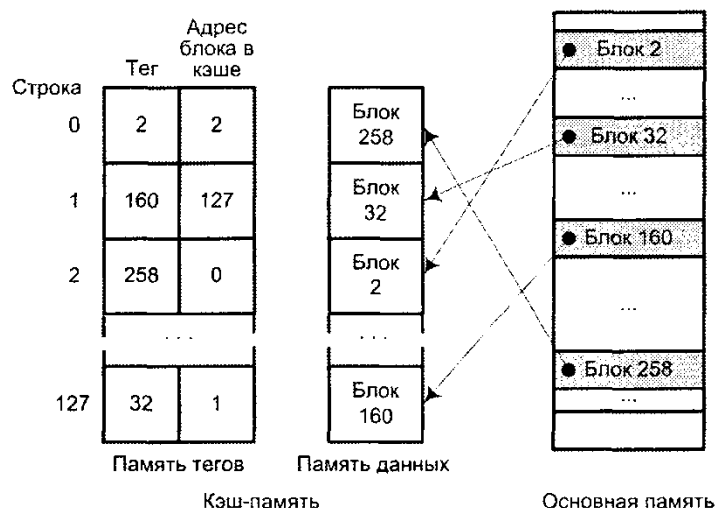 Строка
Тег
Адрес
блока в
кэше
0
2
2
1
160
127
2
258
0
. . .
127
32
1
Память тегов
Блок
258
Блок
32
Блок
2
. . .
Блок
160
Память данных
Кэш-память
Блок 2
...
Блок 32
...
Блок 160
...
Блок 258
...
Основная память